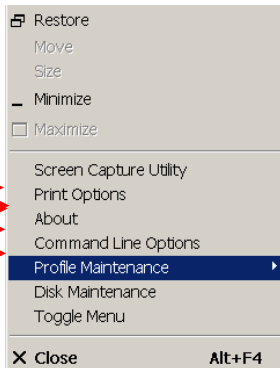 Restore
Move
Size
Minimize
Maximize
Screen Capture Utility
Print Options
About
Command Line Options
Profile Maintenance
Disk Maintenance
Toggle Menu
Close Alt+F4